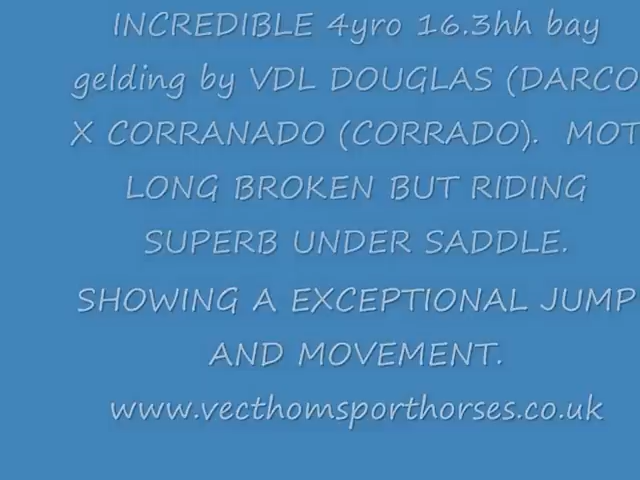 INCREDIBLE 4yro 16.3hh bay
gelding by VDL DOUGLAS (DARCO
X CORRANADO (CORRADO). MOT
LONG BROKEN BUT RIDING
SUPERB UNDER SADDLE.
SHOWING A EXCEPTIONAL JUMP
AND MOVEMENT.
www.vecthomsporthorses.co.uk